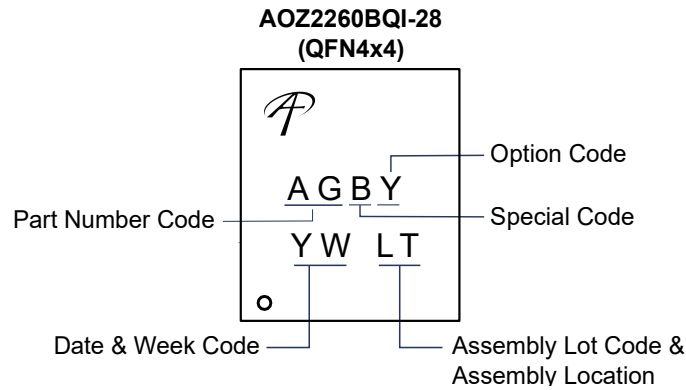 AOZ2260BQI-28
(QFN4x4)
Option Code
A G B Y
Part Number Code
Special Code
Y W L T
Date & Week Code
Assembly Lot Code &
Assembly Location